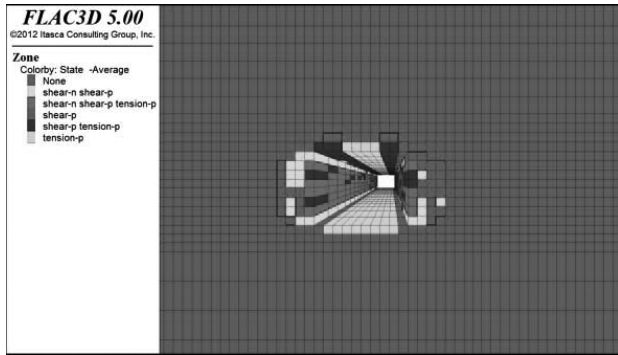 FLAC3D 5.00
©2012 Itasca Consulting Group, Inc.
Zone
Colorby: State -Average
None
shear-n shear-p
shear-n shear-p tension-p
shear-p
shear-p tension-p
tension-p